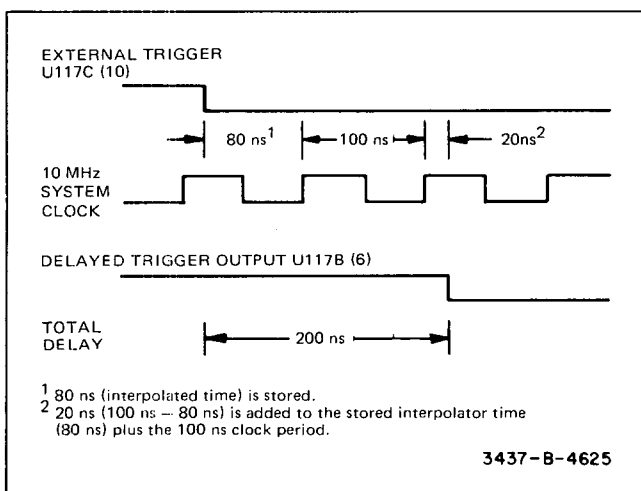 EXTERNAL TRIGGER
U117C (10)
80 ns1
100 ns
20ns2
10 MHz
SYSTEM
CLOCK
DELAYED TRIGGER OUTPUT U117B (6)
TOTAL
DELAY
200 ns
1 80 ns (interpolated time) is stored.
2 20 ns (100 ns – 80 ns) is added to the stored interpolator time
(80 ns) plus the 100 ns clock period.
3437-B-4625